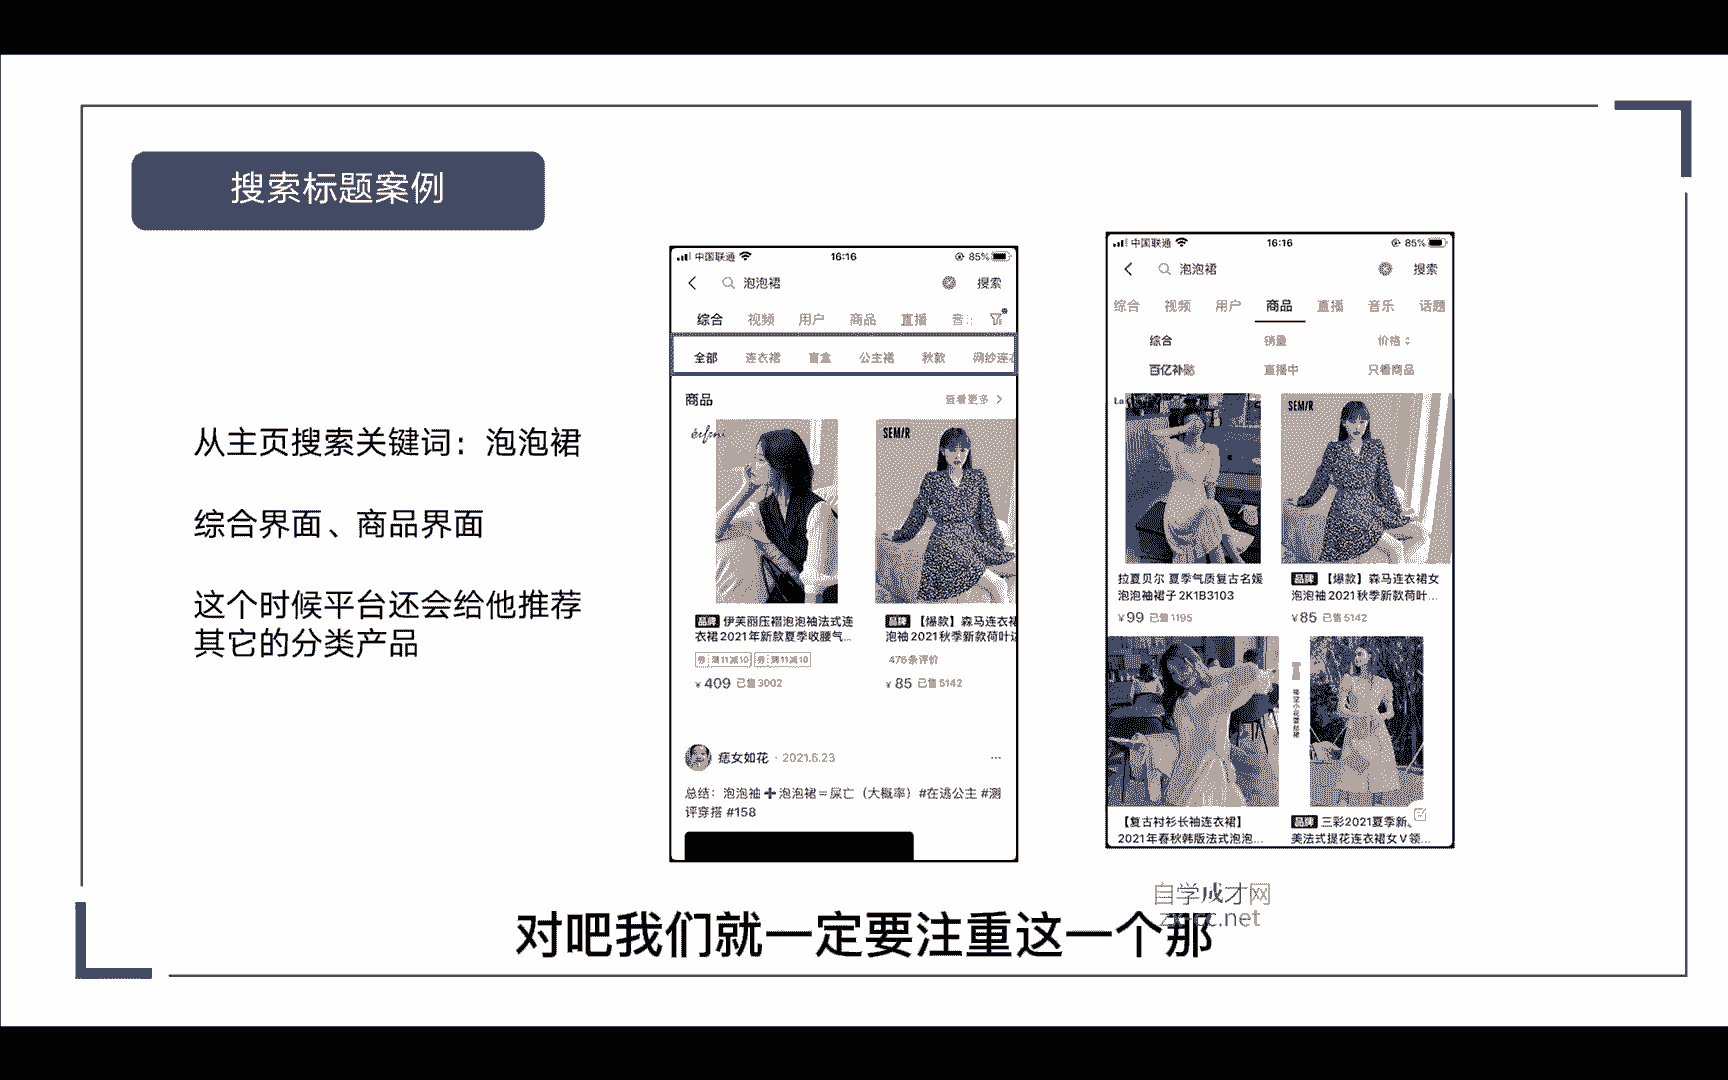 搜索标题案例
从主页搜索关键词：泡泡裙
综合界面、商品界面
这个时候平台还会给他推荐
其它的分类产品
中国联通 16:16 85%
泡泡裙 搜索
综合 视频 用户 商品 直播
全部 连衣裙 盲盒 公主裙 秋款 网纱连衣
商品 查看更多
SEMIR
品牌 伊芙丽压褶泡泡袖法式连
衣裙2021年新款夏季收腰气...
券 满11减10 券 满11减10
¥ 409 已售3002
品牌 【爆款】森马连衣裙
泡袖2021秋季新款荷叶边
476条评价
¥ 85 已售5142
痞女如花 · 2021.6.23 ...
总结：泡泡袖➕泡泡裙＝屎亡（大概率）#在逃公主 #测
评穿搭 #158
中国联通 16:16 85%
泡泡裙 搜索
综合 视频 用户 商品 直播 音乐 话题
综合 销量 价格
百亿补贴 直播中 只看商品
La
SEMIR
拉夏贝尔 夏季气质复古名媛
泡泡袖裙子 2K1B3103
¥99 已售1195
品牌 【爆款】森马连衣裙女
泡泡袖2021秋季新款荷叶...
¥85 已售5142
【复古衬衫长袖连衣裙】
2021年春秋韩版法式泡泡...
品牌 三彩2021夏季新
美法式提花连衣裙女V领...
自学成才网
zx-cc.net
对吧我们就一定要注重这一个那